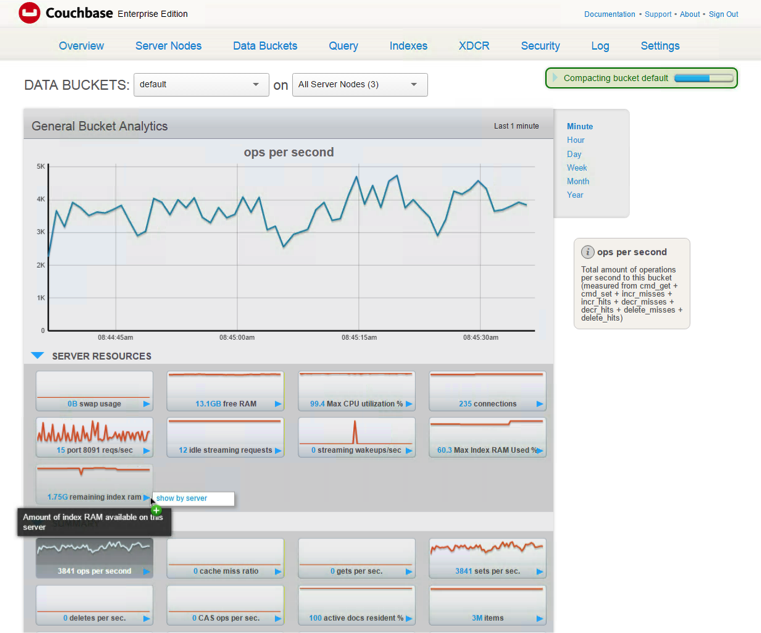 Couchbase Enterprise Edition
Documentation • Support • About • Sign Out
Overview Server Nodes Data Buckets Query Indexes XDCR Security Log Settings
DATA BUCKETS: default on All Server Nodes (3)
Compacting bucket default
General Bucket Analytics
Last 1 minute
Minute
Hour
Day
Week
Month
Year
ops per second
5K
4K
3K
2K
1K
0
08:44:45am 08:45:00am 08:45:15am 08:45:30am
i ops per second
Total amount of operations
per second to this bucket
(measured from cmd_get +
cmd_set + incr_misses +
incr_hits + decr_misses +
decr_hits + delete_misses +
delete_hits)
SERVER RESOURCES
0B swap usage
13.1GB free RAM
99.4 Max CPU utilization %
235 connections
15 port 8091 reqs/sec
12 idle streaming requests
0 streaming wakeups/sec
60.3 Max Index RAM Used %
1.75G remaining index ram
show by server
Amount of index RAM available on this
server
3841 ops per second
0 cache miss ratio
0 gets per sec.
3841 sets per sec.
0 deletes per sec.
0 CAS ops per sec.
100 active docs resident %
3M items